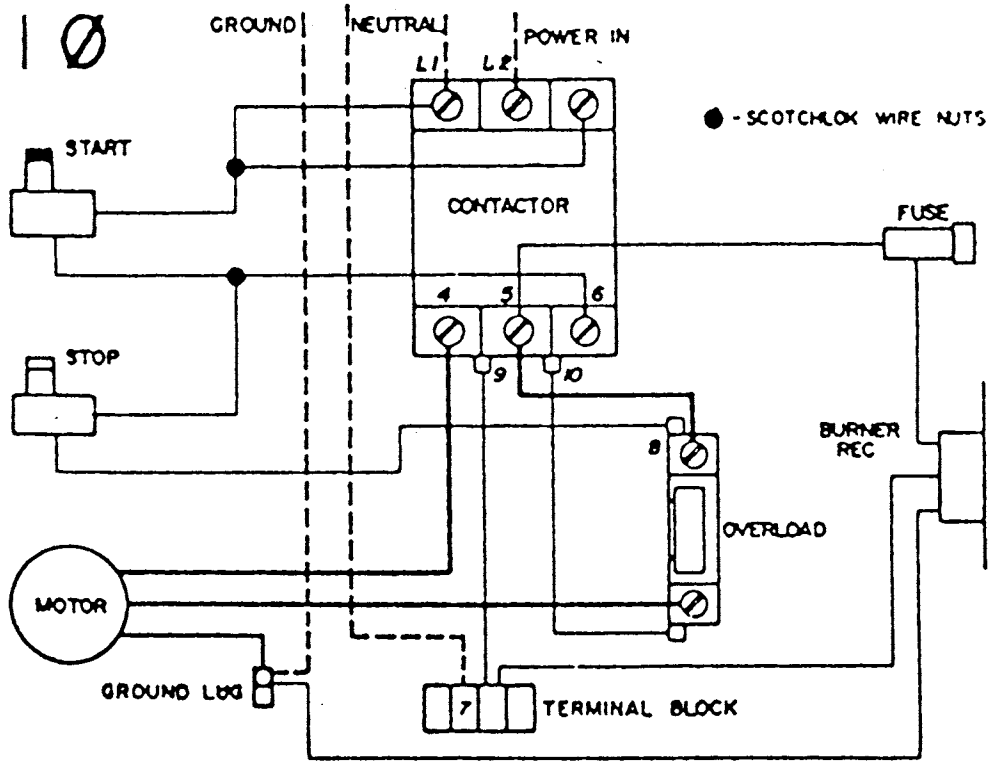 1 Ø
GROUND
NEUTRAL
POWER IN
L1
L2
- SCOTCHLOK WIRE NUTS
START
CONTACTOR
FUSE
4
5
6
STOP
9
10
8
BURNER
REC
OVERLOAD
MOTOR
GROUND LUG
7
TERMINAL BLOCK